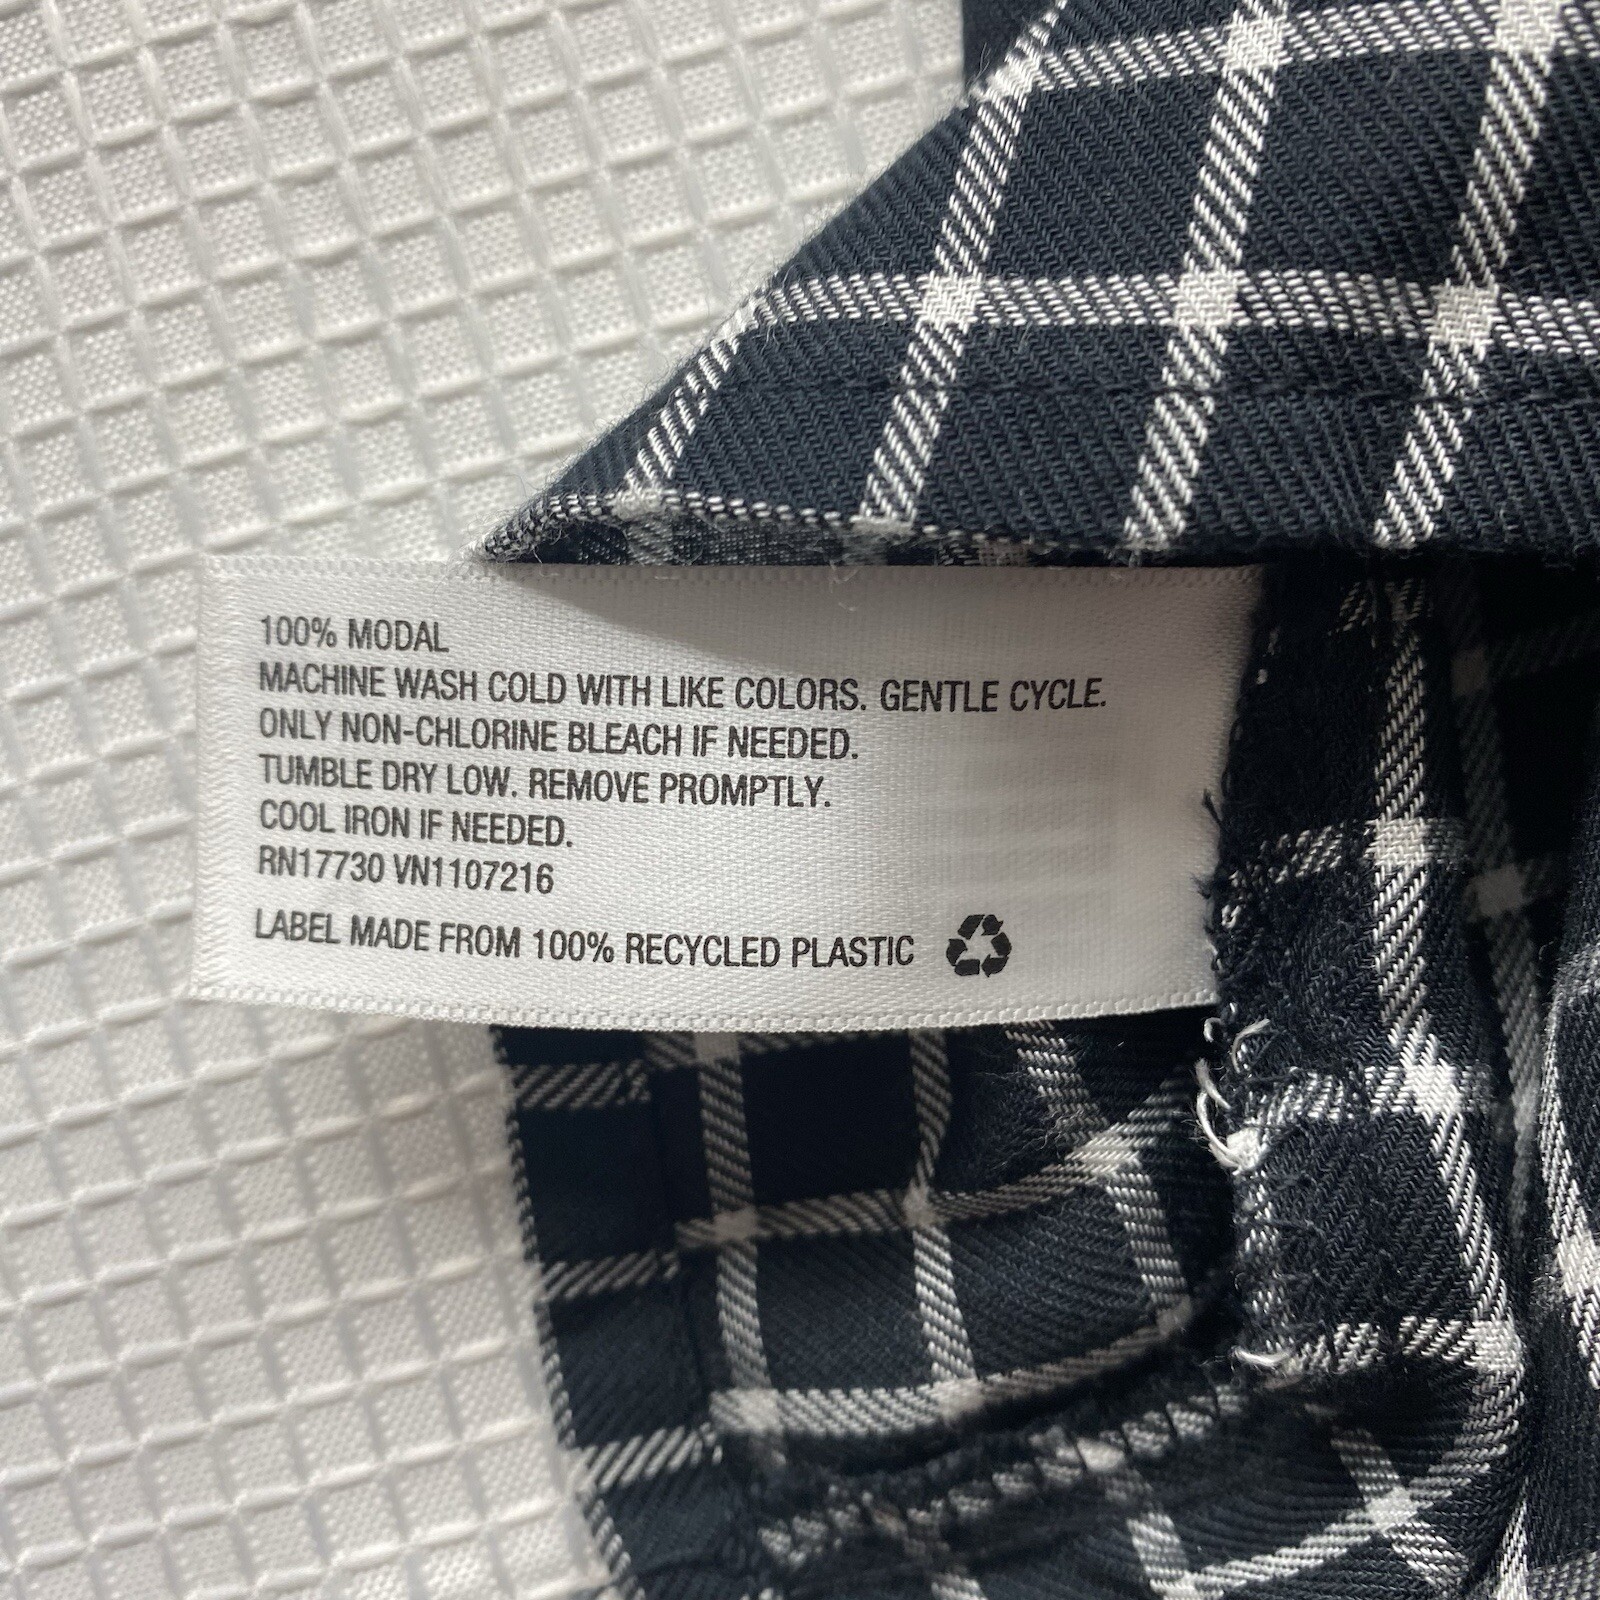 100% MODAL
MACHINE WASH COLD WITH LIKE COLORS. GENTLE CYCLE.
ONLY NON-CHLORINE BLEACH IF NEEDED.
TUMBLE DRY LOW. REMOVE PROMPTLY.
COOL IRON IF NEEDED.
RN17730 VN1107216
LABEL MADE FROM 100% RECYCLED PLASTIC